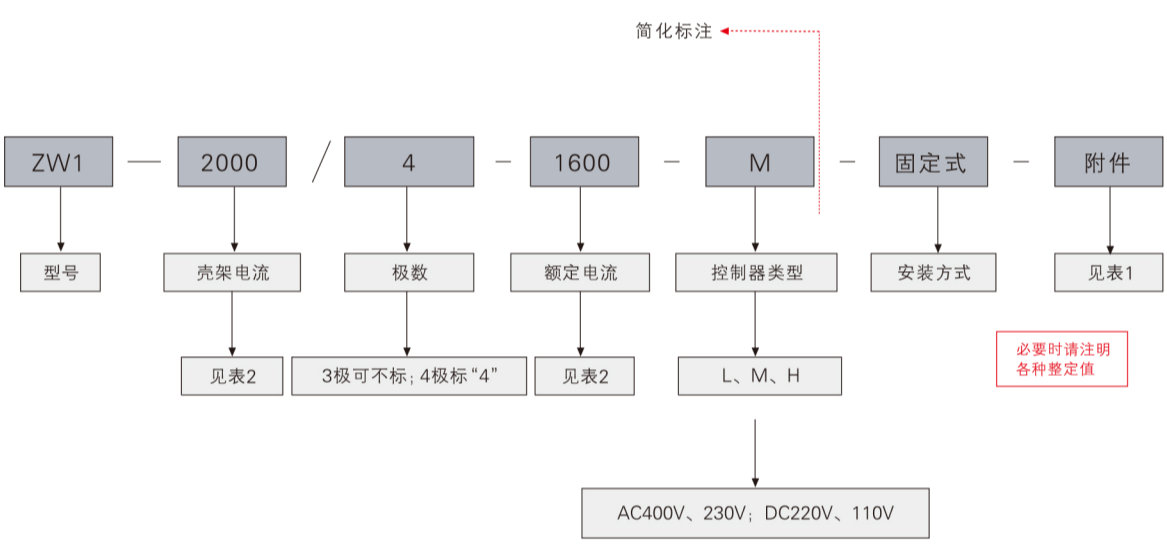 简化标注
ZW1 — 2000 / 4 — 1600 — M — 固定式 — 附件
型号 壳架电流 极数 额定电流 控制器类型 安装方式 见表1
必要时请注明
各种整定值
见表2 3极可不标；4极标“4” 见表2 L、M、H
AC400V、230V；DC220V、110V